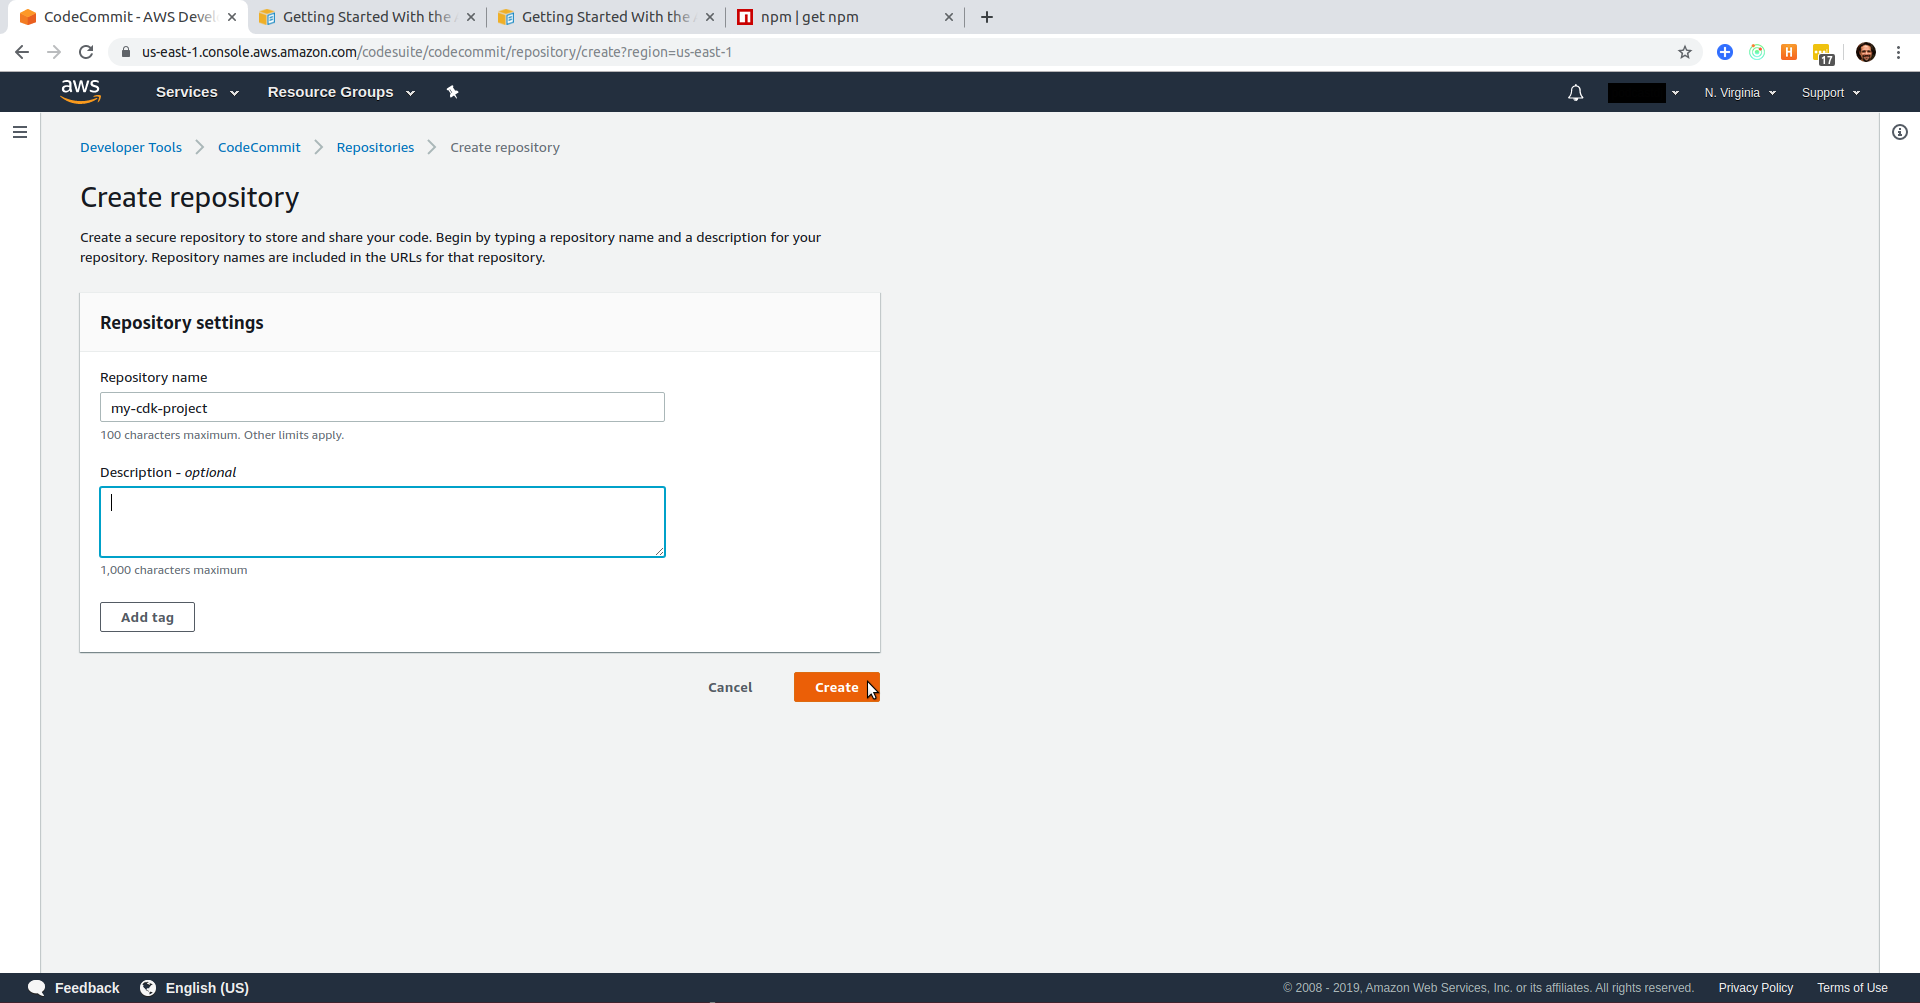 CodeCommit - AWS Devel
Getting Started With the A
Getting Started With the A
npm | get npm
us-east-1.console.aws.amazon.com/codesuite/codecommit/repository/create?region=us-east-1
H
17
aws
Services
Resource Groups
N. Virginia
Support
Developer Tools
CodeCommit
Repositories
Create repository
Create repository
Create a secure repository to store and share your code. Begin by typing a repository name and a description for your
repository. Repository names are included in the URLs for that repository.
Repository settings
Repository name
my-cdk-project
100 characters maximum. Other limits apply.
Description - optional
1,000 characters maximum
Add tag
Cancel
Create
Feedback
English (US)
© 2008 - 2019, Amazon Web Services, Inc. or its affiliates. All rights reserved.
Privacy Policy
Terms of Use